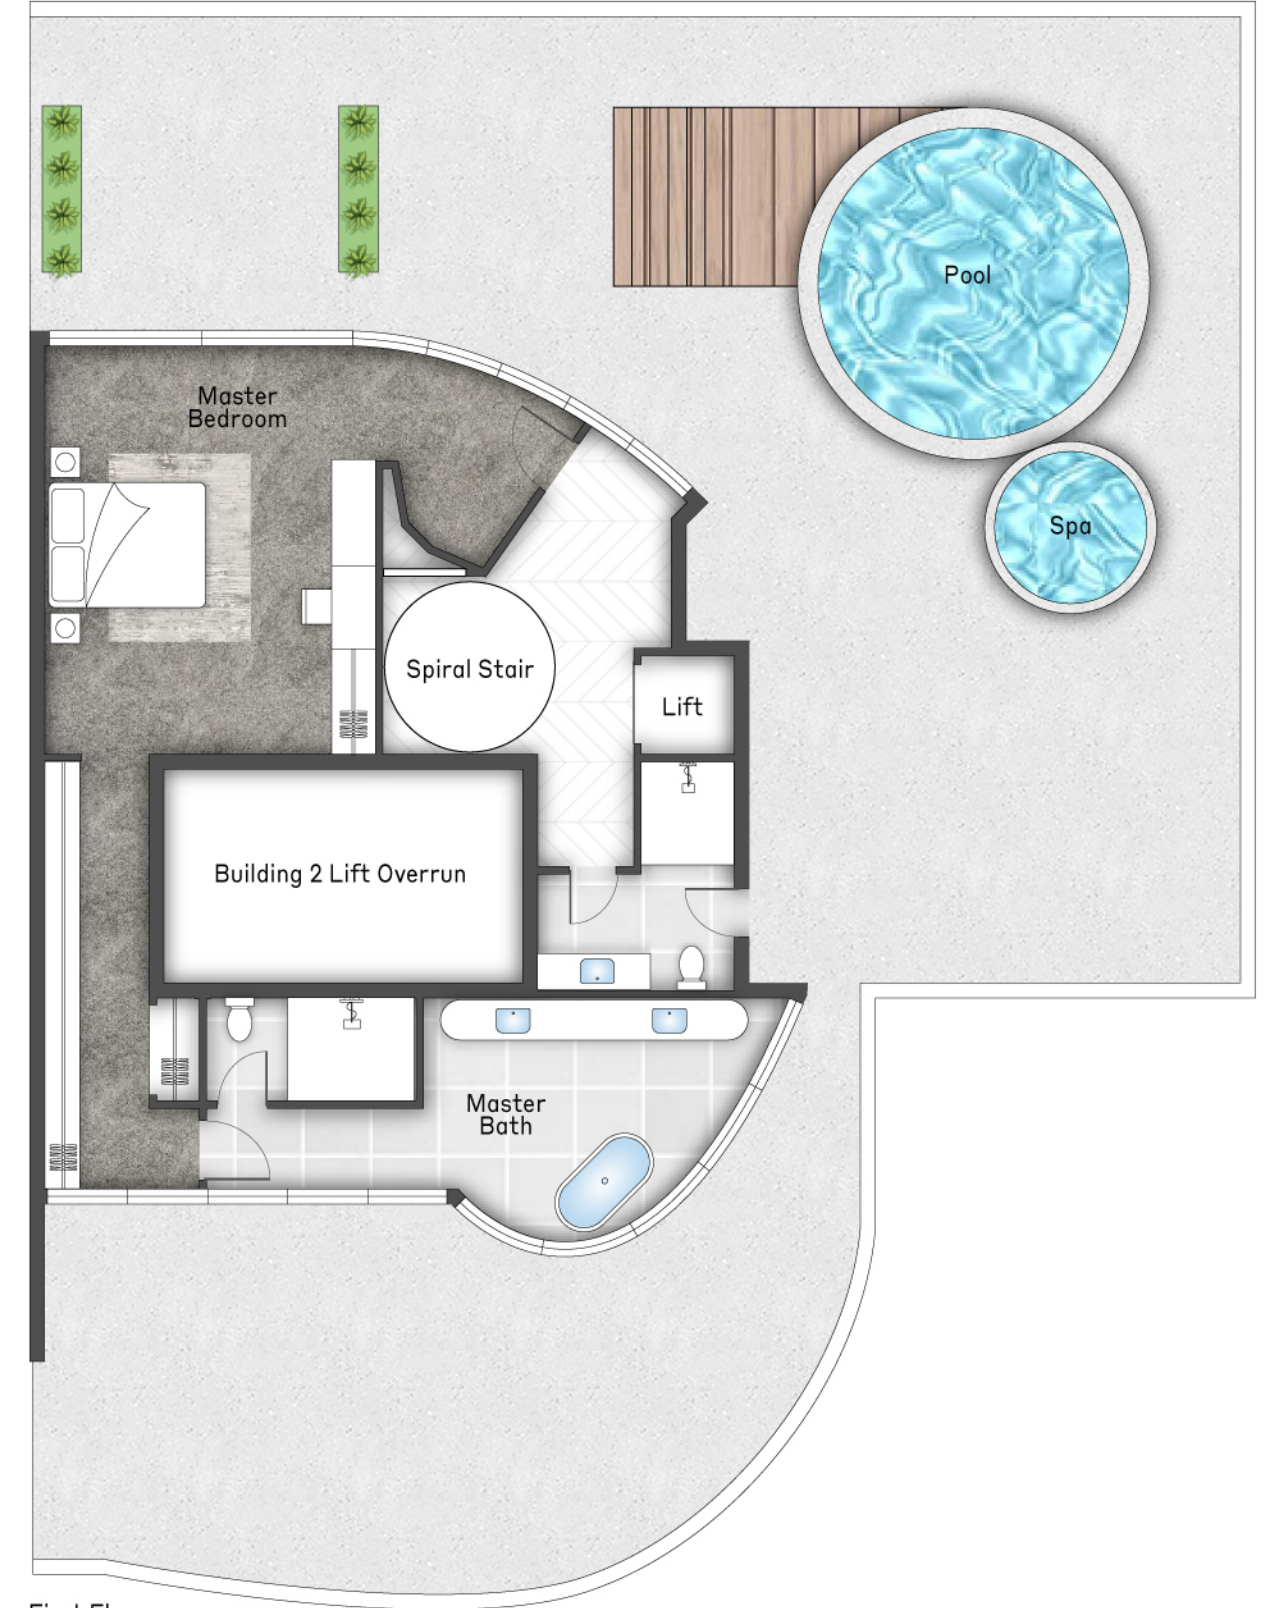 Pool
Master
Bedroom
Spa
Spiral Stair
Lift
Building 2 Lift Overrun
Master
Bath